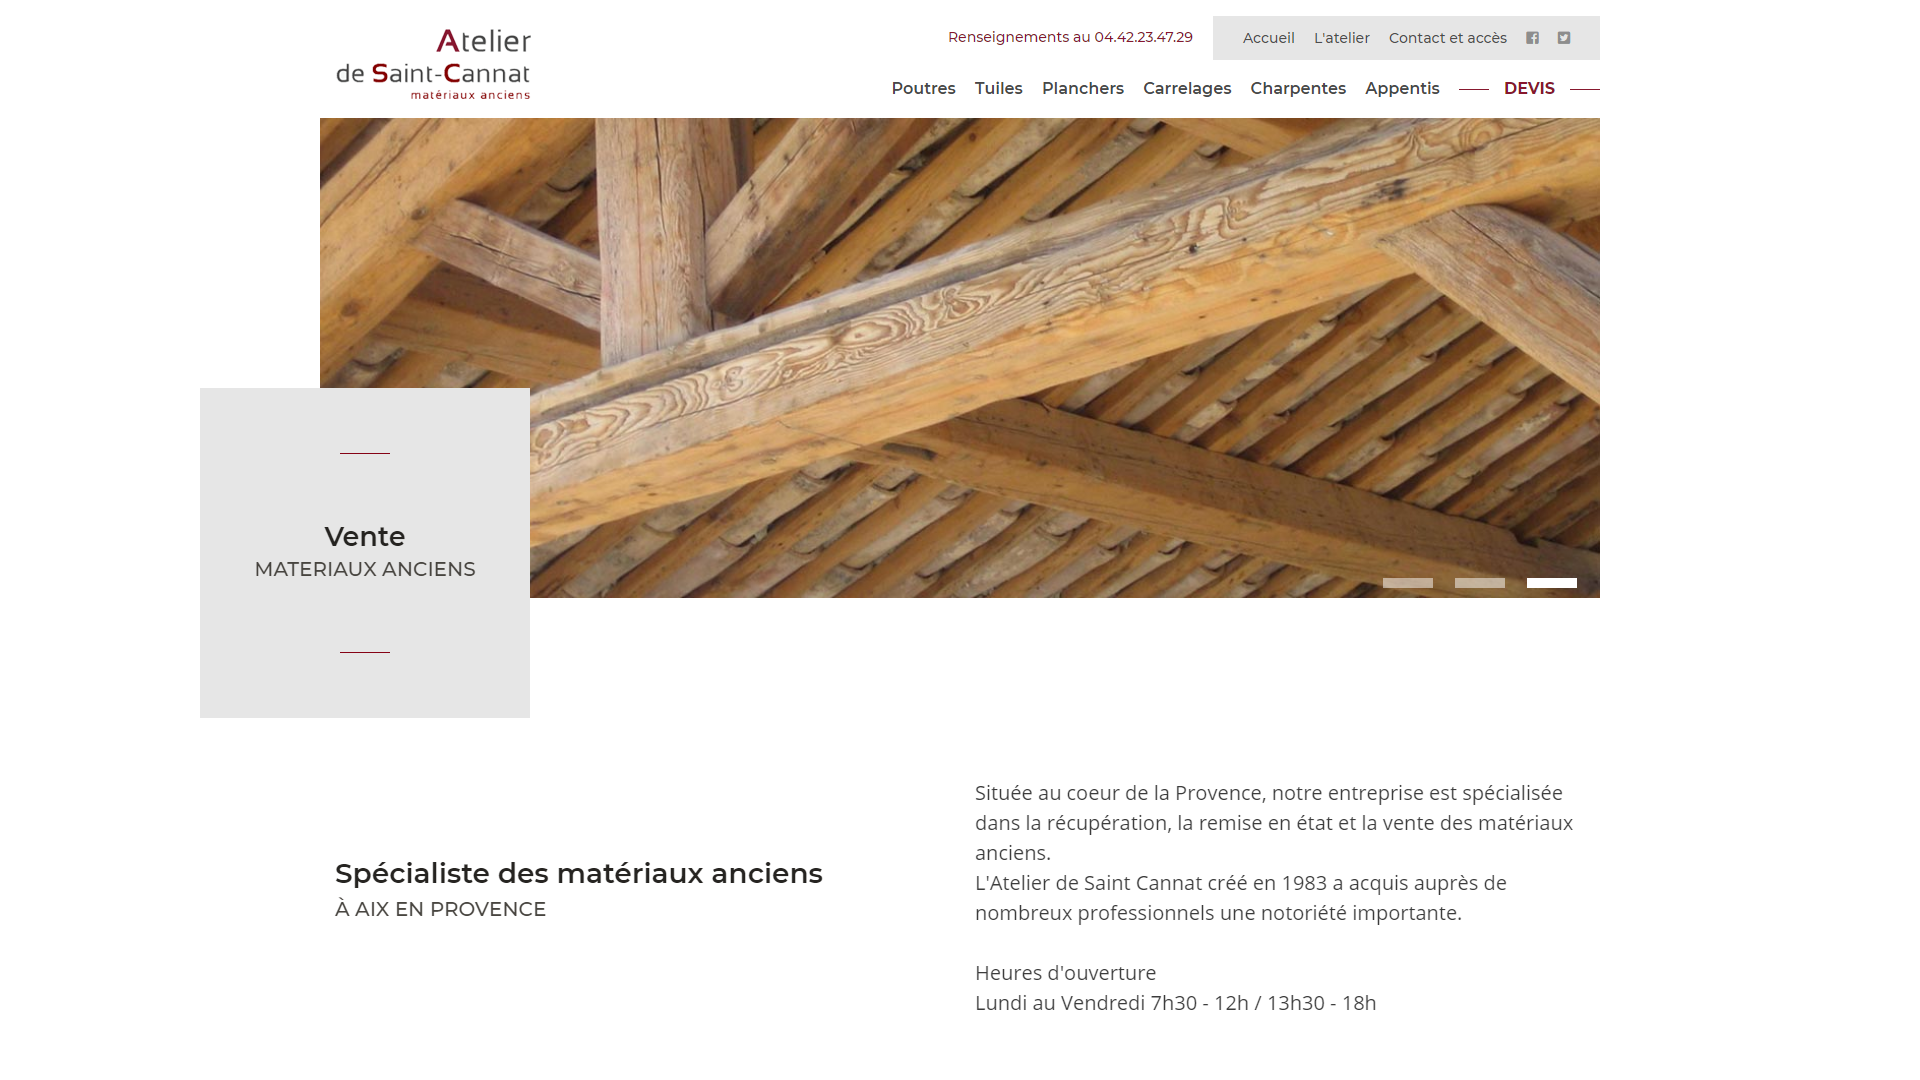 Atelier
de Saint-Cannat
matériaux anciens
Renseignements au 04.42.23.47.29
Accueil L'atelier Contact et accès
Poutres Tuiles Planchers Carrelages Charpentes Appentis DEVIS
Vente
MATERIAUX ANCIENS
Spécialiste des matériaux anciens
À AIX EN PROVENCE
Située au coeur de la Provence, notre entreprise est spécialisée
dans la récupération, la remise en état et la vente des matériaux
anciens.
L'Atelier de Saint Cannat créé en 1983 a acquis auprès de
nombreux professionnels une notoriété importante.
Heures d'ouverture
Lundi au Vendredi 7h30 - 12h / 13h30 - 18h